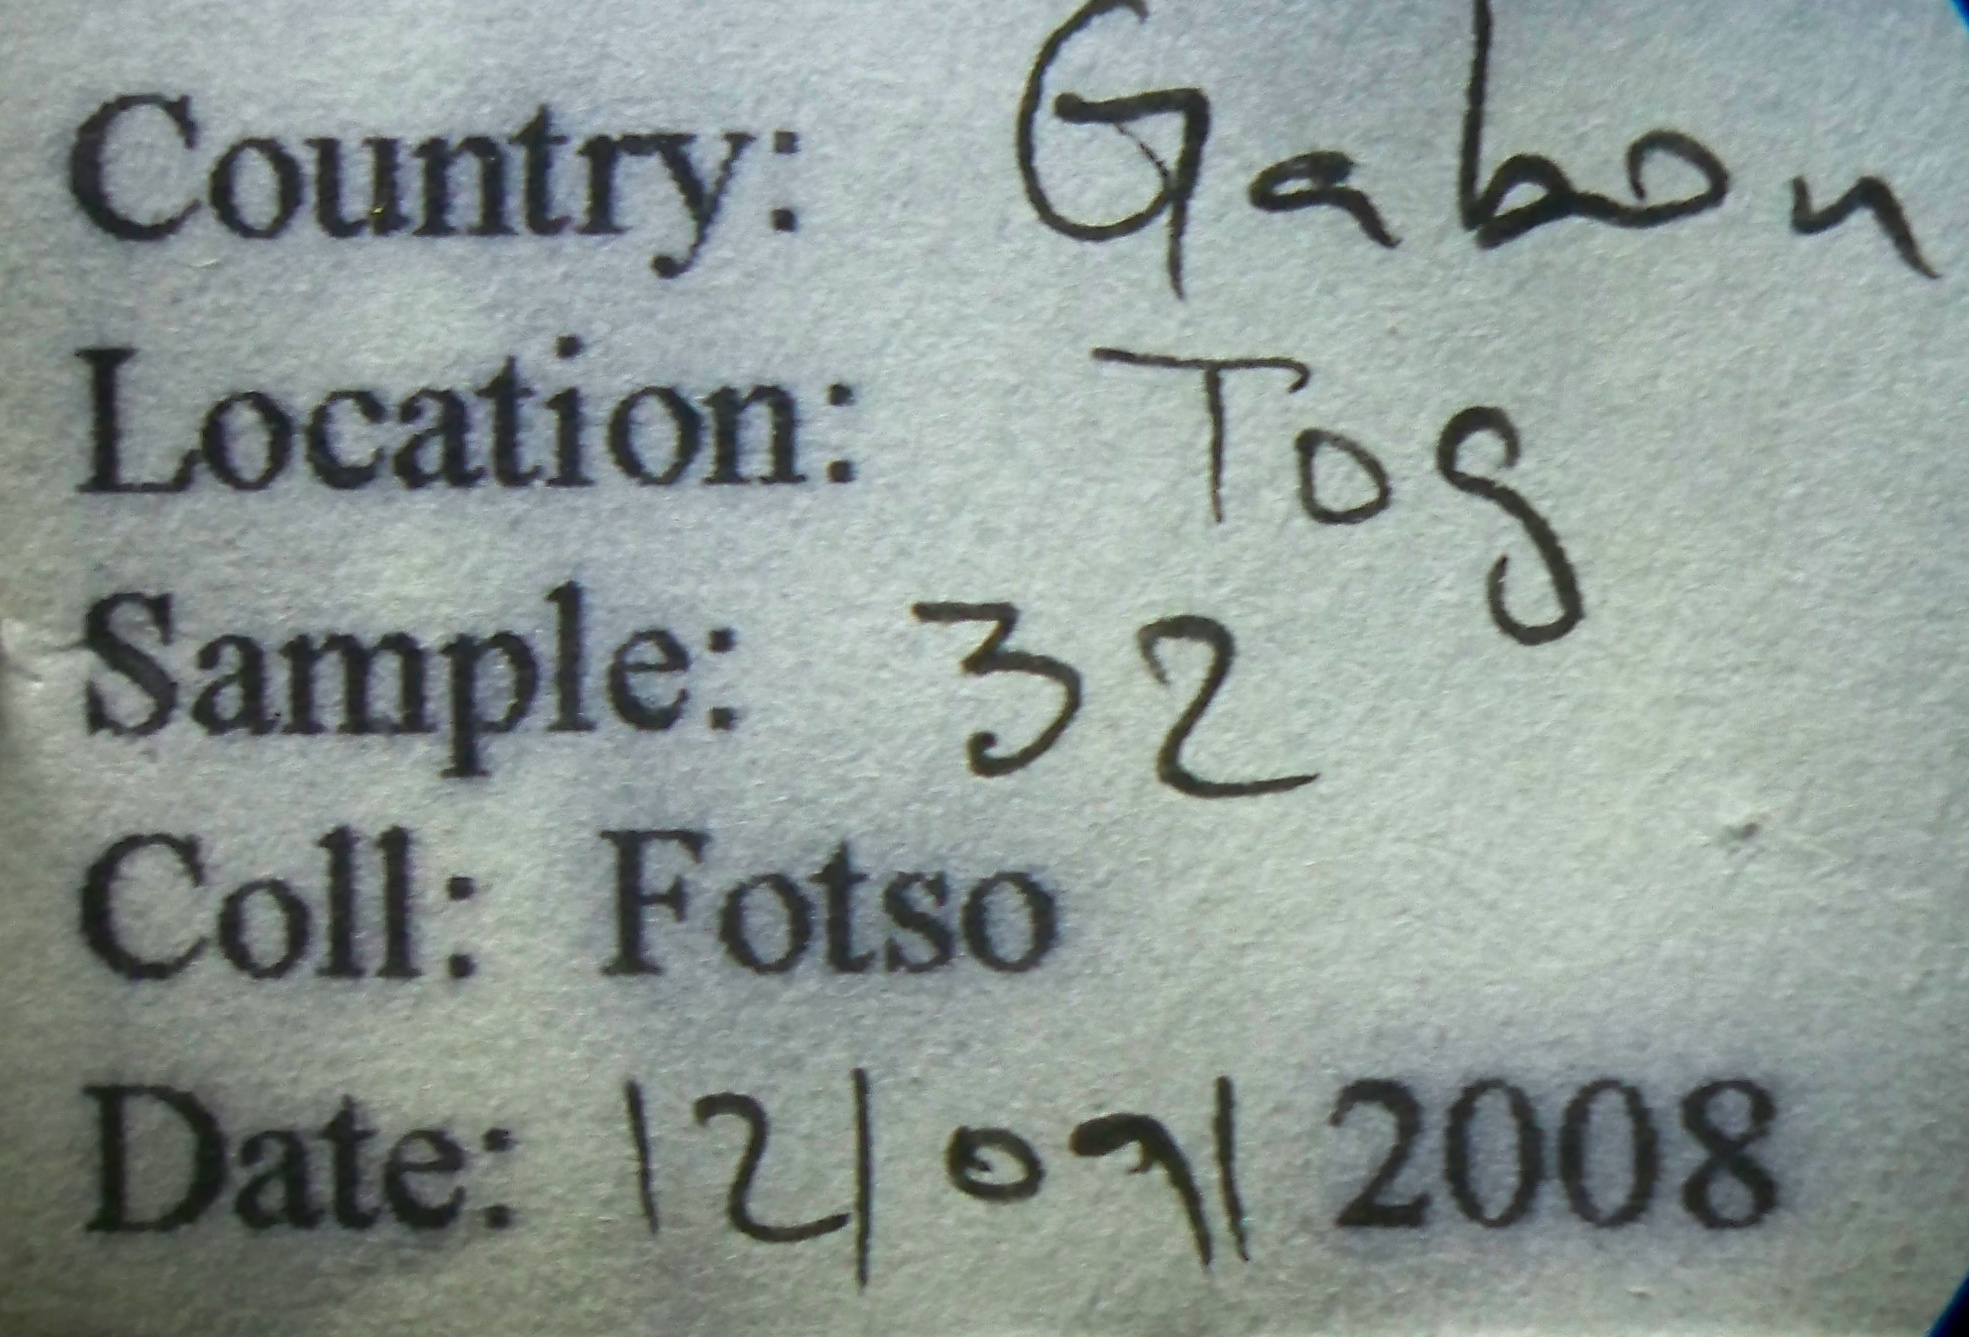 Country: Gabon
Location: Tog
Sample: 32
Coll: Fotso
Date: 12/09/2008